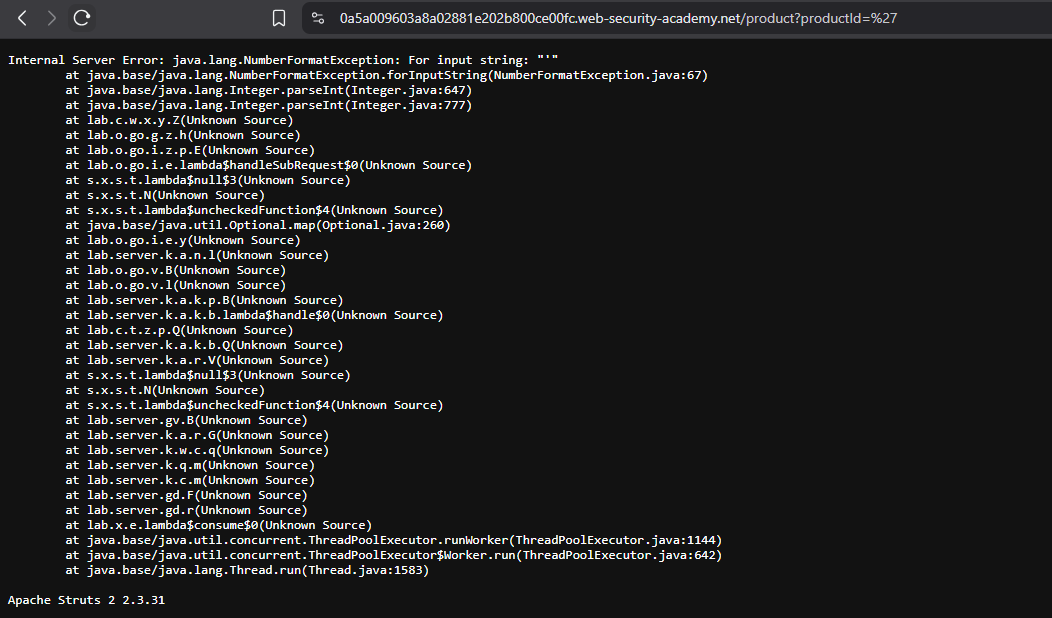 0a5a009603a8a02881e202b800ce00fc.web-security-academy.net/product?productId=%27
Internal Server Error: java.lang.NumberFormatException: For input string: "'"
at java.base/java.lang.NumberFormatException.forInputString(NumberFormatException.java:67)
at java.base/java.lang.Integer.parseInt(Integer.java:647)
at java.base/java.lang.Integer.parseInt(Integer.java:777)
at lab.c.w.x.y.Z(Unknown Source)
at lab.o.go.g.z.h(Unknown Source)
at lab.o.go.i.z.p.E(Unknown Source)
at lab.o.go.i.e.lambda$handleSubRequest$0(Unknown Source)
at s.x.s.t.lambda$null$3(Unknown Source)
at s.x.s.t.N(Unknown Source)
at s.x.s.t.lambda$uncheckedFunction$4(Unknown Source)
at java.base/java.util.Optional.map(Optional.java:260)
at lab.o.go.i.e.y(Unknown Source)
at lab.server.k.a.n.l(Unknown Source)
at lab.o.go.v.B(Unknown Source)
at lab.o.go.v.l(Unknown Source)
at lab.server.k.a.k.p.B(Unknown Source)
at lab.server.k.a.k.b.lambda$handle$0(Unknown Source)
at lab.c.t.z.p.Q(Unknown Source)
at lab.server.k.a.k.b.Q(Unknown Source)
at lab.server.k.a.r.V(Unknown Source)
at s.x.s.t.lambda$null$3(Unknown Source)
at s.x.s.t.N(Unknown Source)
at s.x.s.t.lambda$uncheckedFunction$4(Unknown Source)
at lab.server.gv.B(Unknown Source)
at lab.server.k.a.r.G(Unknown Source)
at lab.server.k.w.c.q(Unknown Source)
at lab.server.k.q.m(Unknown Source)
at lab.server.k.c.m(Unknown Source)
at lab.server.gd.F(Unknown Source)
at lab.server.gd.r(Unknown Source)
at lab.x.e.lambda$consume$0(Unknown Source)
at java.base/java.util.concurrent.ThreadPoolExecutor.runWorker(ThreadPoolExecutor.java:1144)
at java.base/java.util.concurrent.ThreadPoolExecutor$Worker.run(ThreadPoolExecutor.java:642)
at java.base/java.lang.Thread.run(Thread.java:1583)
Apache Struts 2 2.3.31